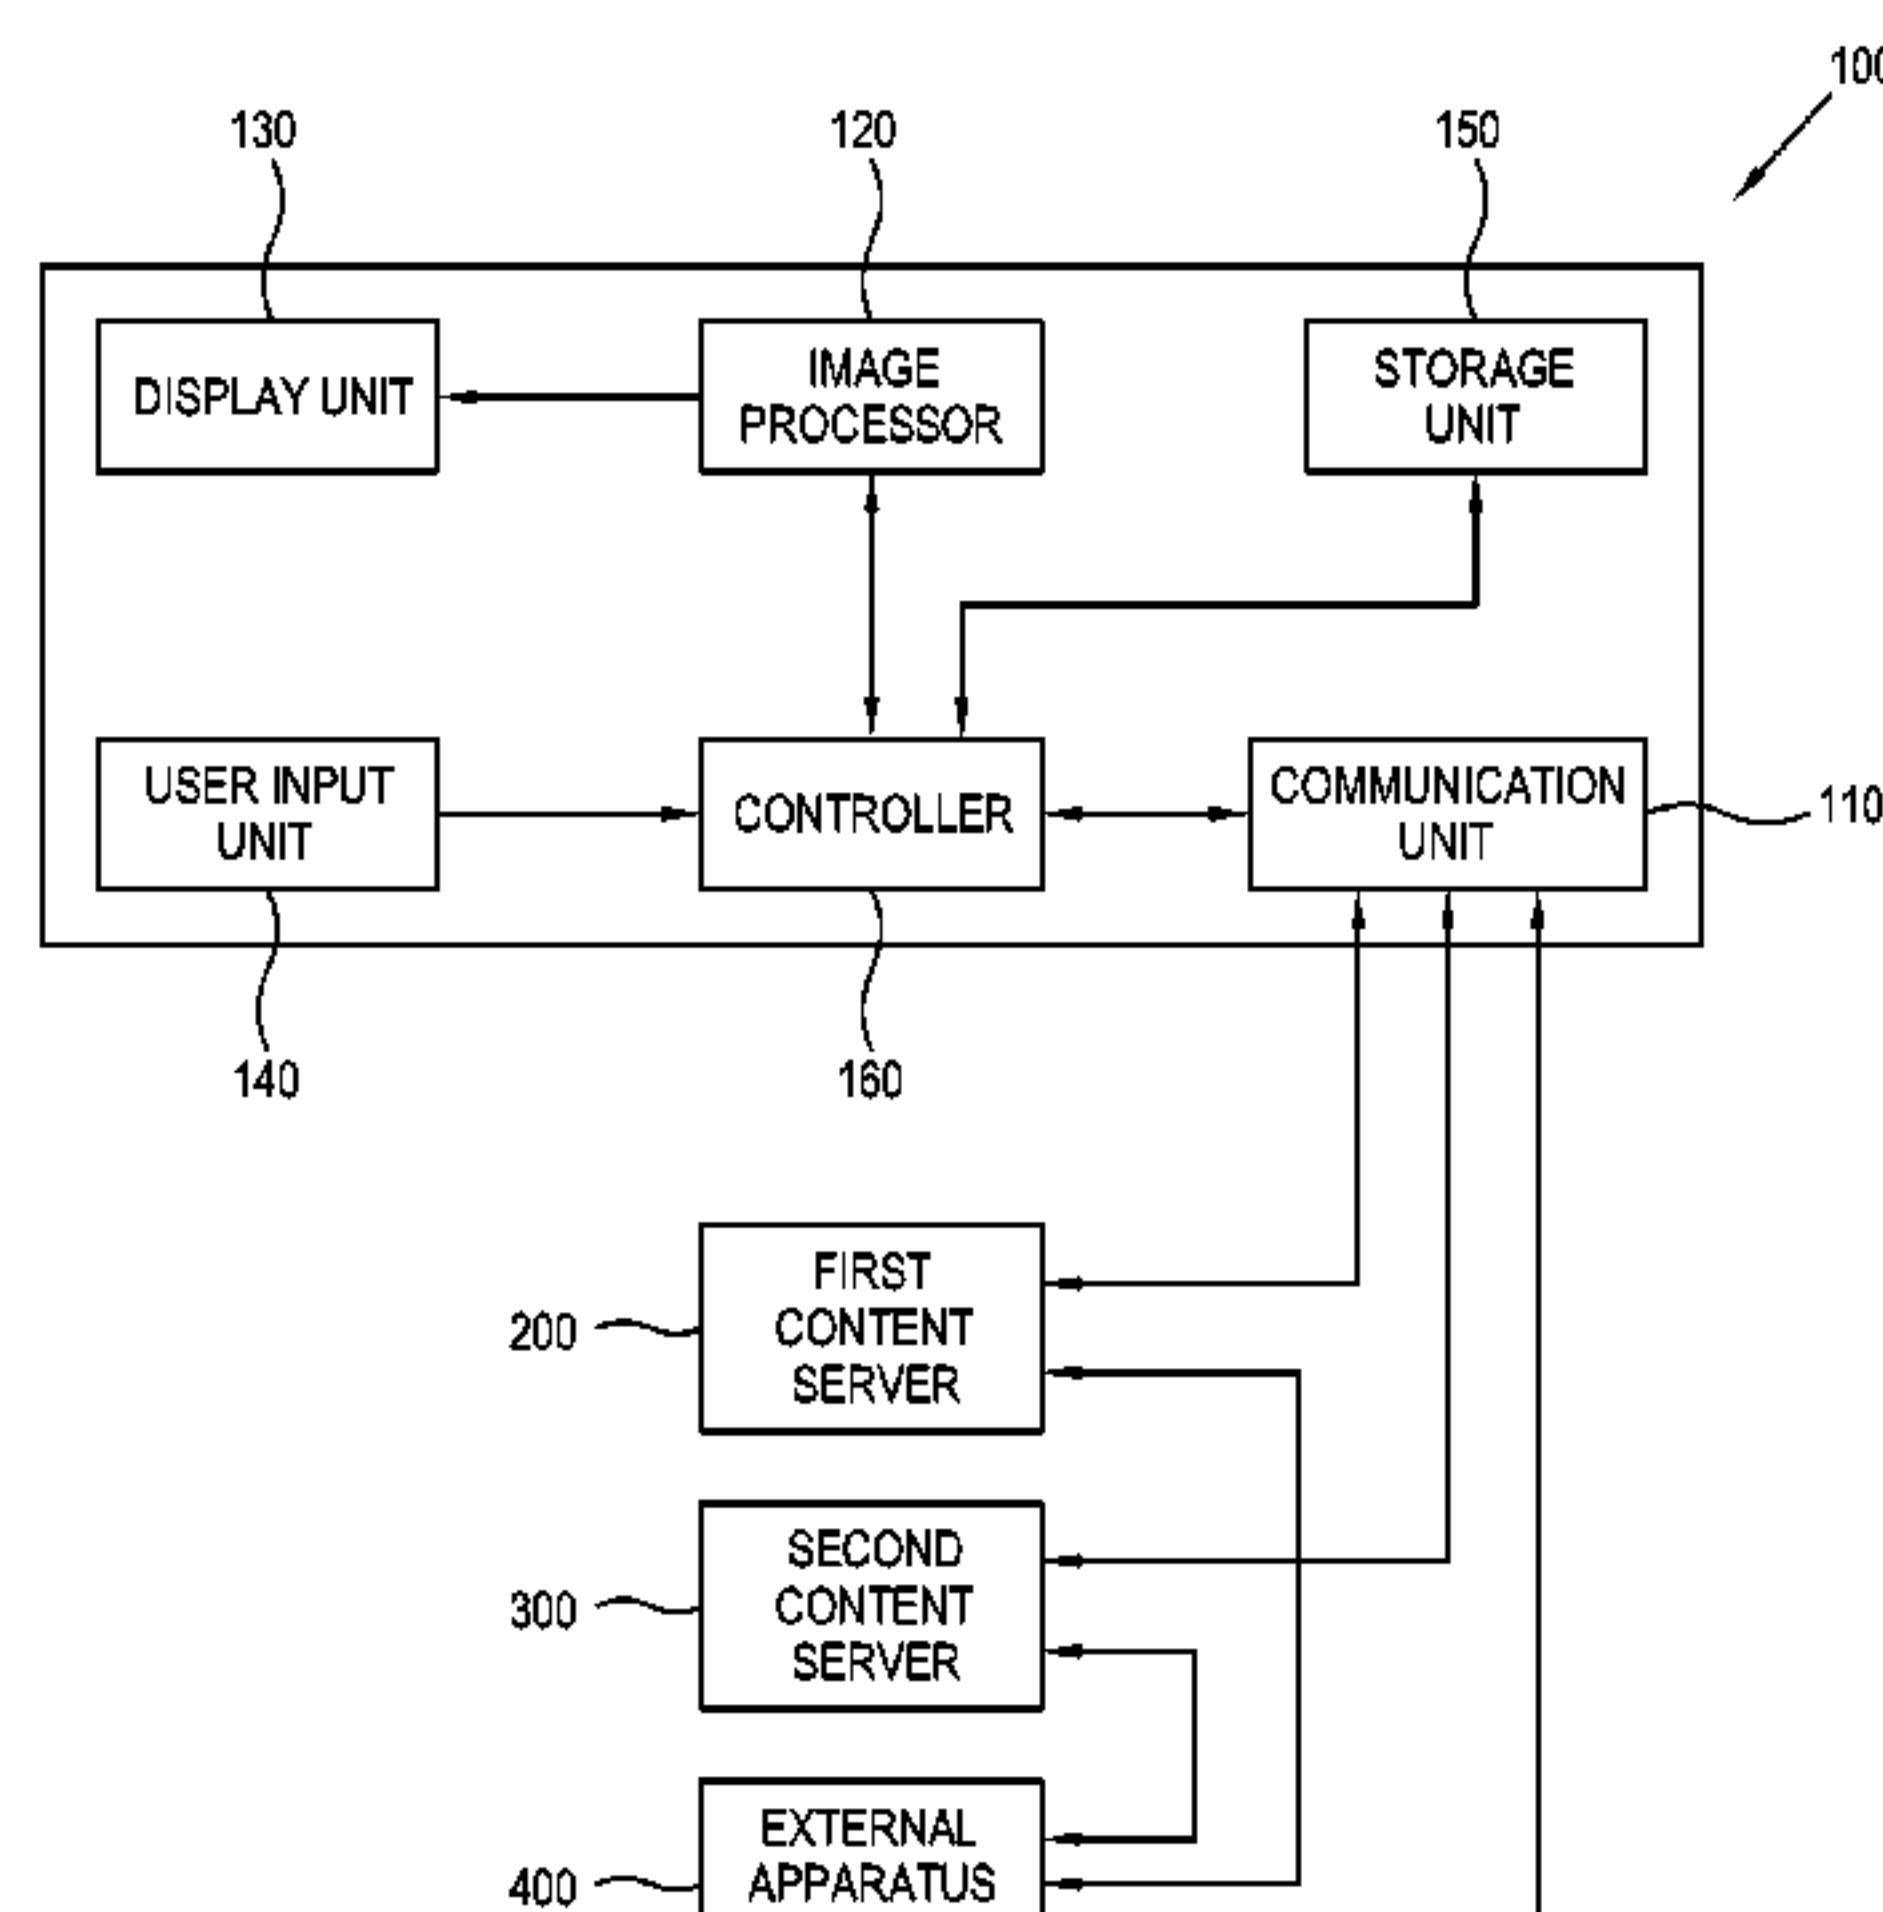 100
130
120
150
DISPLAY UNIT
IMAGE
PROCESSOR
STORAGE
UNIT
USER INPUT
UNIT
CONTROLLER
COMMUNICATION
UNIT
110
140
160
FIRST
CONTENT
SERVER
200
SECOND
CONTENT
SERVER
300
EXTERNAL
APPARATUS
400